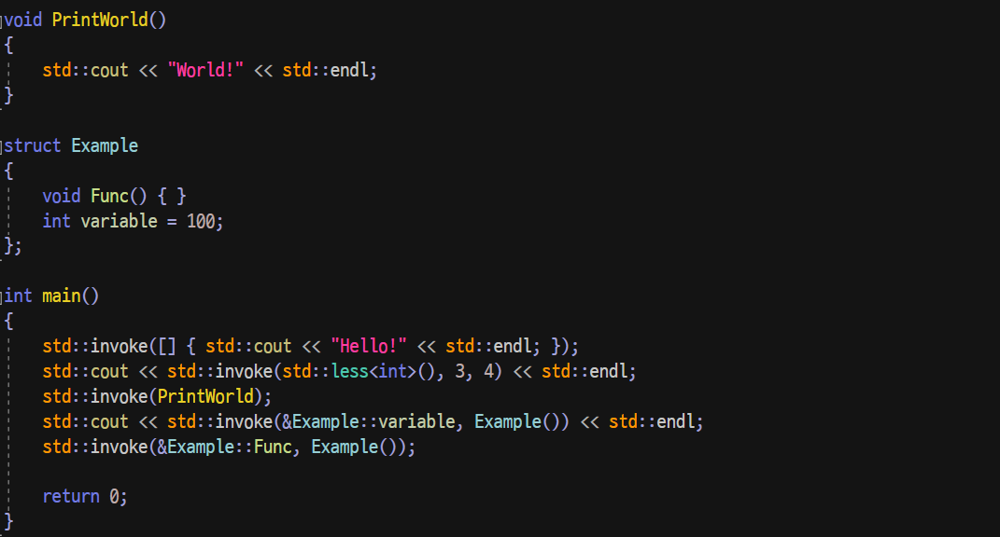 void PrintWorld()
{
    std::cout << "World!" << std::endl;
}

struct Example
{
    void Func() { }
    int variable = 100;
};

int main()
{
    std::invoke([] { std::cout << "Hello!" << std::endl; });
    std::cout << std::invoke(std::less<int>(), 3, 4) << std::endl;
    std::invoke(PrintWorld);
    std::cout << std::invoke(&Example::variable, Example()) << std::endl;
    std::invoke(&Example::Func, Example());

    return 0;
}